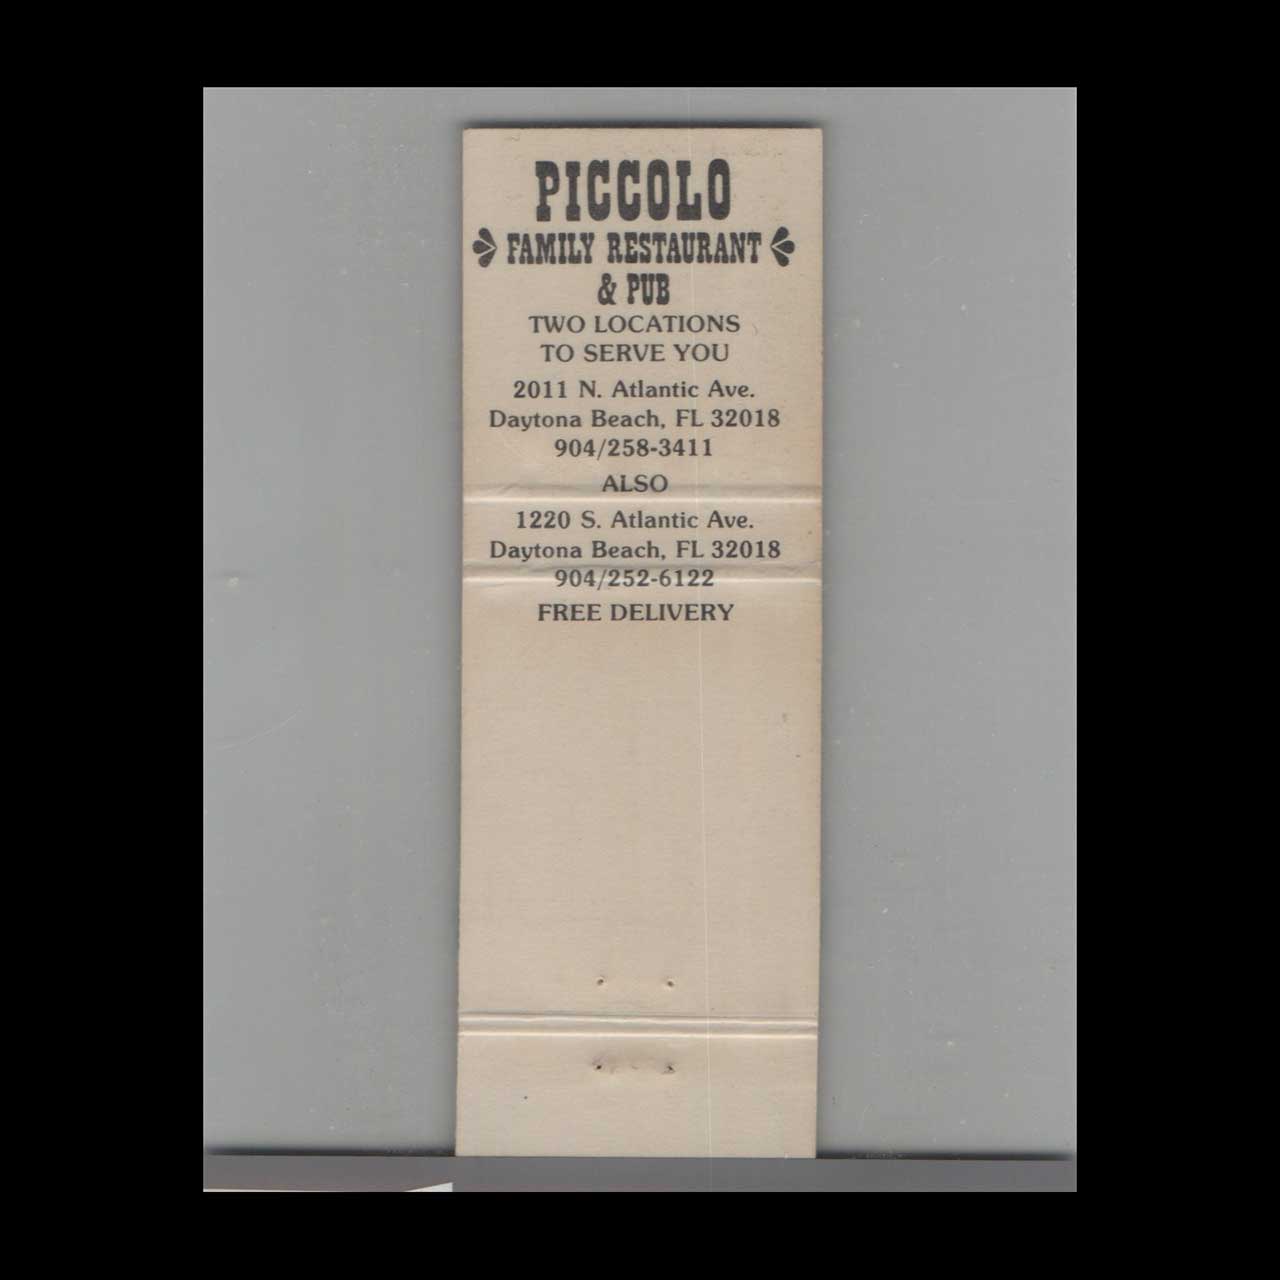 PICCOLO
FAMILY RESTAURANT
& PUB
TWO LOCATIONS
TO SERVE YOU
2011 N. Atlantic Ave.
Daytona Beach, FL 32018
904/258-3411
ALSO
1220 S. Atlantic Ave.
Daytona Beach, FL 32018
904/252-6122
FREE DELIVERY